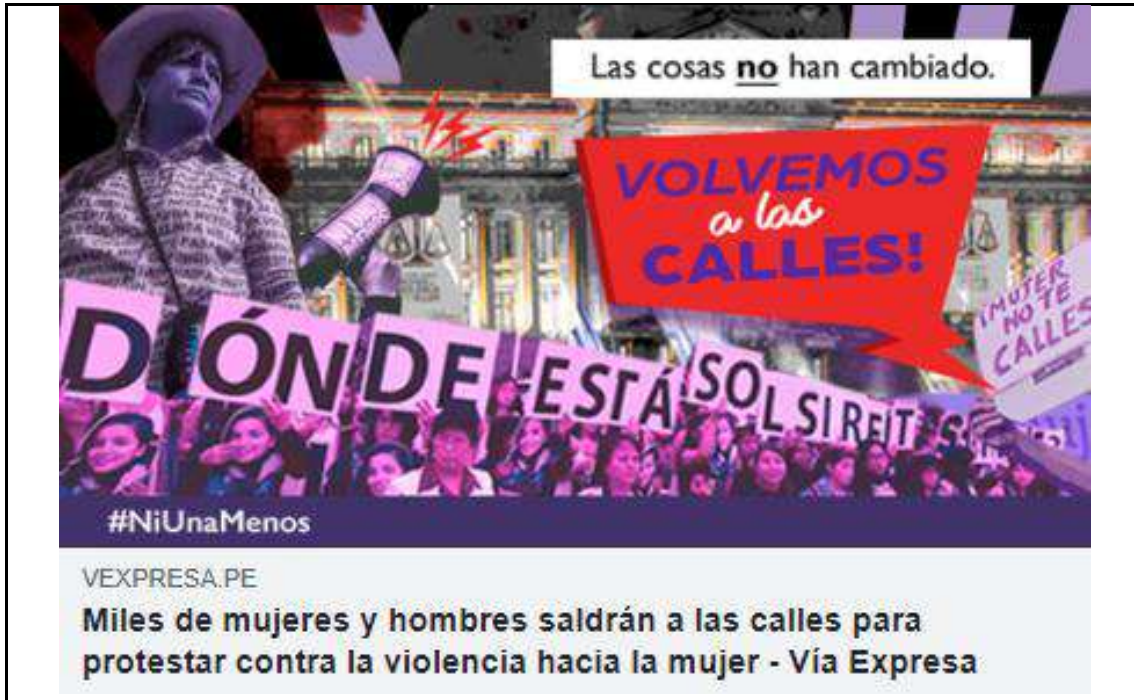 Las cosas no han cambiado.
VOLVEMOS
a las
CALLES!
¡MUJER
NO TE
CALLES
DÓNDE ESTÁ SOLSIRET
#NiUnaMenos
VEXPRESA.PE
Miles de mujeres y hombres saldrán a las calles para
protestar contra la violencia hacia la mujer - Vía Expresa